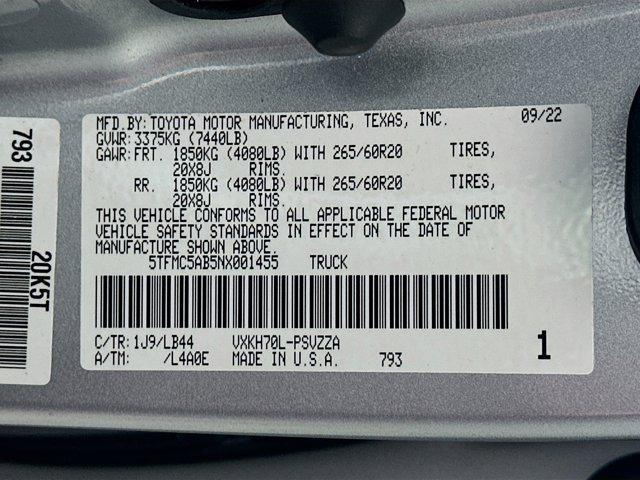 MFD.BY:TOYOTA MOTOR MANUFACTURING, TEXAS, INC. 09/22
GVWR:3375KG (7440LB)
GAWR:FRT. 1850KG (4080LB) WITH 265/60R20 TIRES,
20X8J RIMS.
RR. 1850KG (4080LB) WITH 265/60R20 TIRES,
20X8J RIMS.
THIS VEHICLE CONFORMS TO ALL APPLICABLE FEDERAL MOTOR
VEHICLE SAFETY STANDARDS IN EFFECT ON THE DATE OF
MANUFACTURE SHOWN ABOVE.
5TFMC5AB5NX001455 TRUCK
C/TR:1J9/LB44 VXKH70L-PSVZZA
A/TM: /L4A0E MADE IN U.S.A. 793
1
793
20K5T